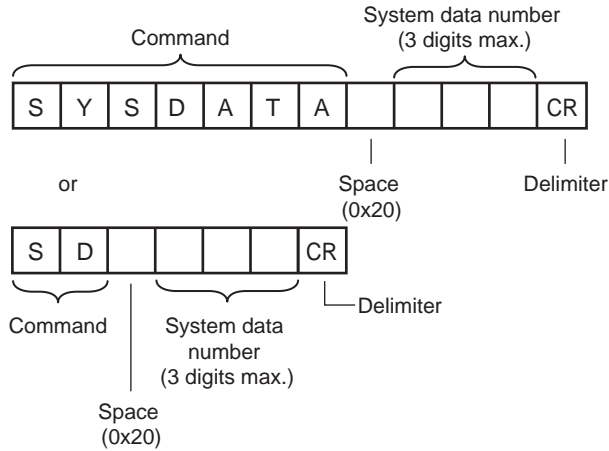 System data number
(3 digits max.)
Command
S Y S D A T A CR
or
Space
(0x20)
Delimiter
S D CR
Delimiter
Command
System data
number
(3 digits max.)
Space
(0x20)